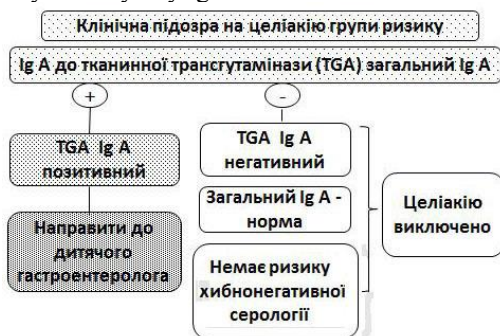 Клінічна підозра на целіакію групи ризику
Ig A до тканинної трансгутамінази (TGA) загальний Ig A
+
-
TGA Ig A
позитивний
Направити до
дитячого
гастроентеролога
TGA Ig A
негативний
Загальний Ig A -
норма
Немає ризику
хибнонегативної
серології
Целіакію
виключено